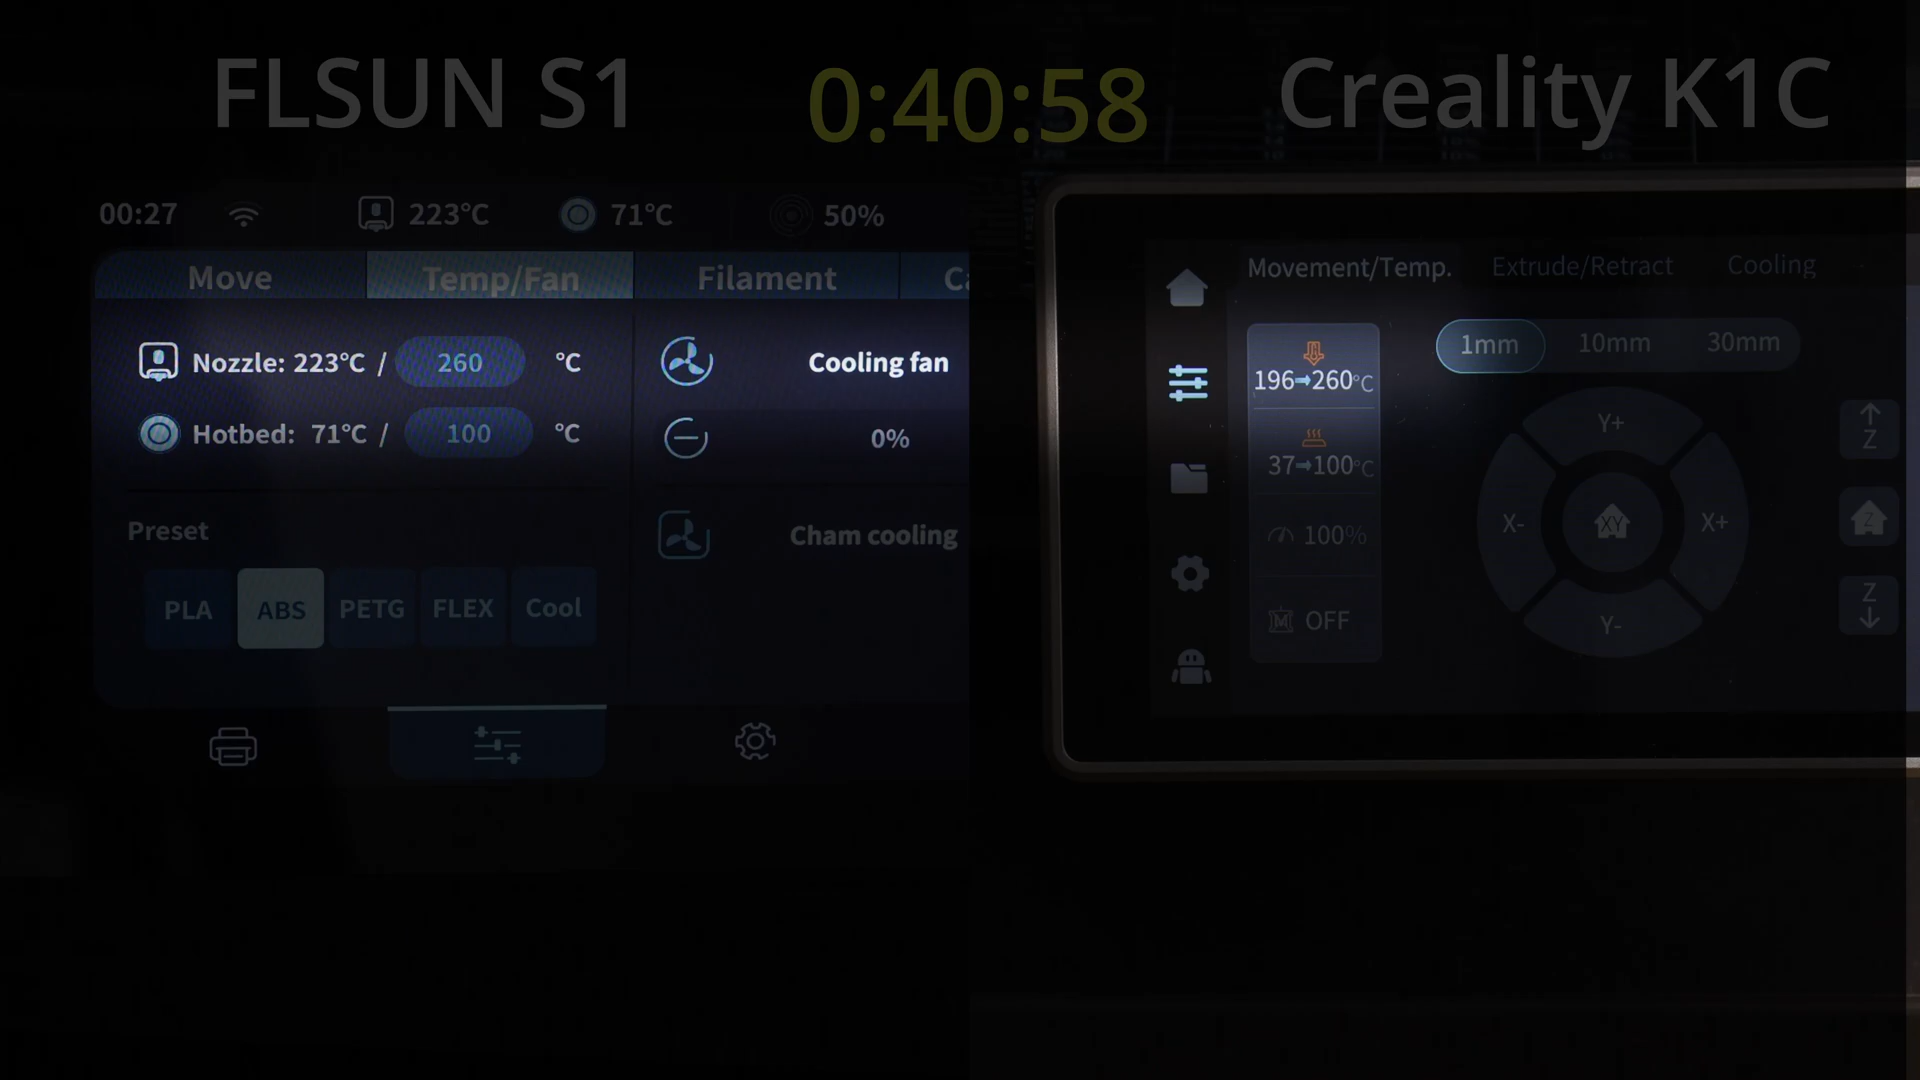 FLSUN S1
0:40:58
Creality K1C
00:27
223°C
71°C
50%
Move
Temp/Fan
Filament
Nozzle: 223°C / 260 °C
Hotbed: 71°C / 100 °C
Cooling fan
0%
Cham cooling
Preset
PLA
ABS
PETG
FLEX
Cool
Movement/Temp.
Extrude/Retract
Cooling
196→260°C
37→100°C
100%
OFF
1mm
10mm
30mm
Y+
X-
XY
X+
Y-
Z
Z
Z